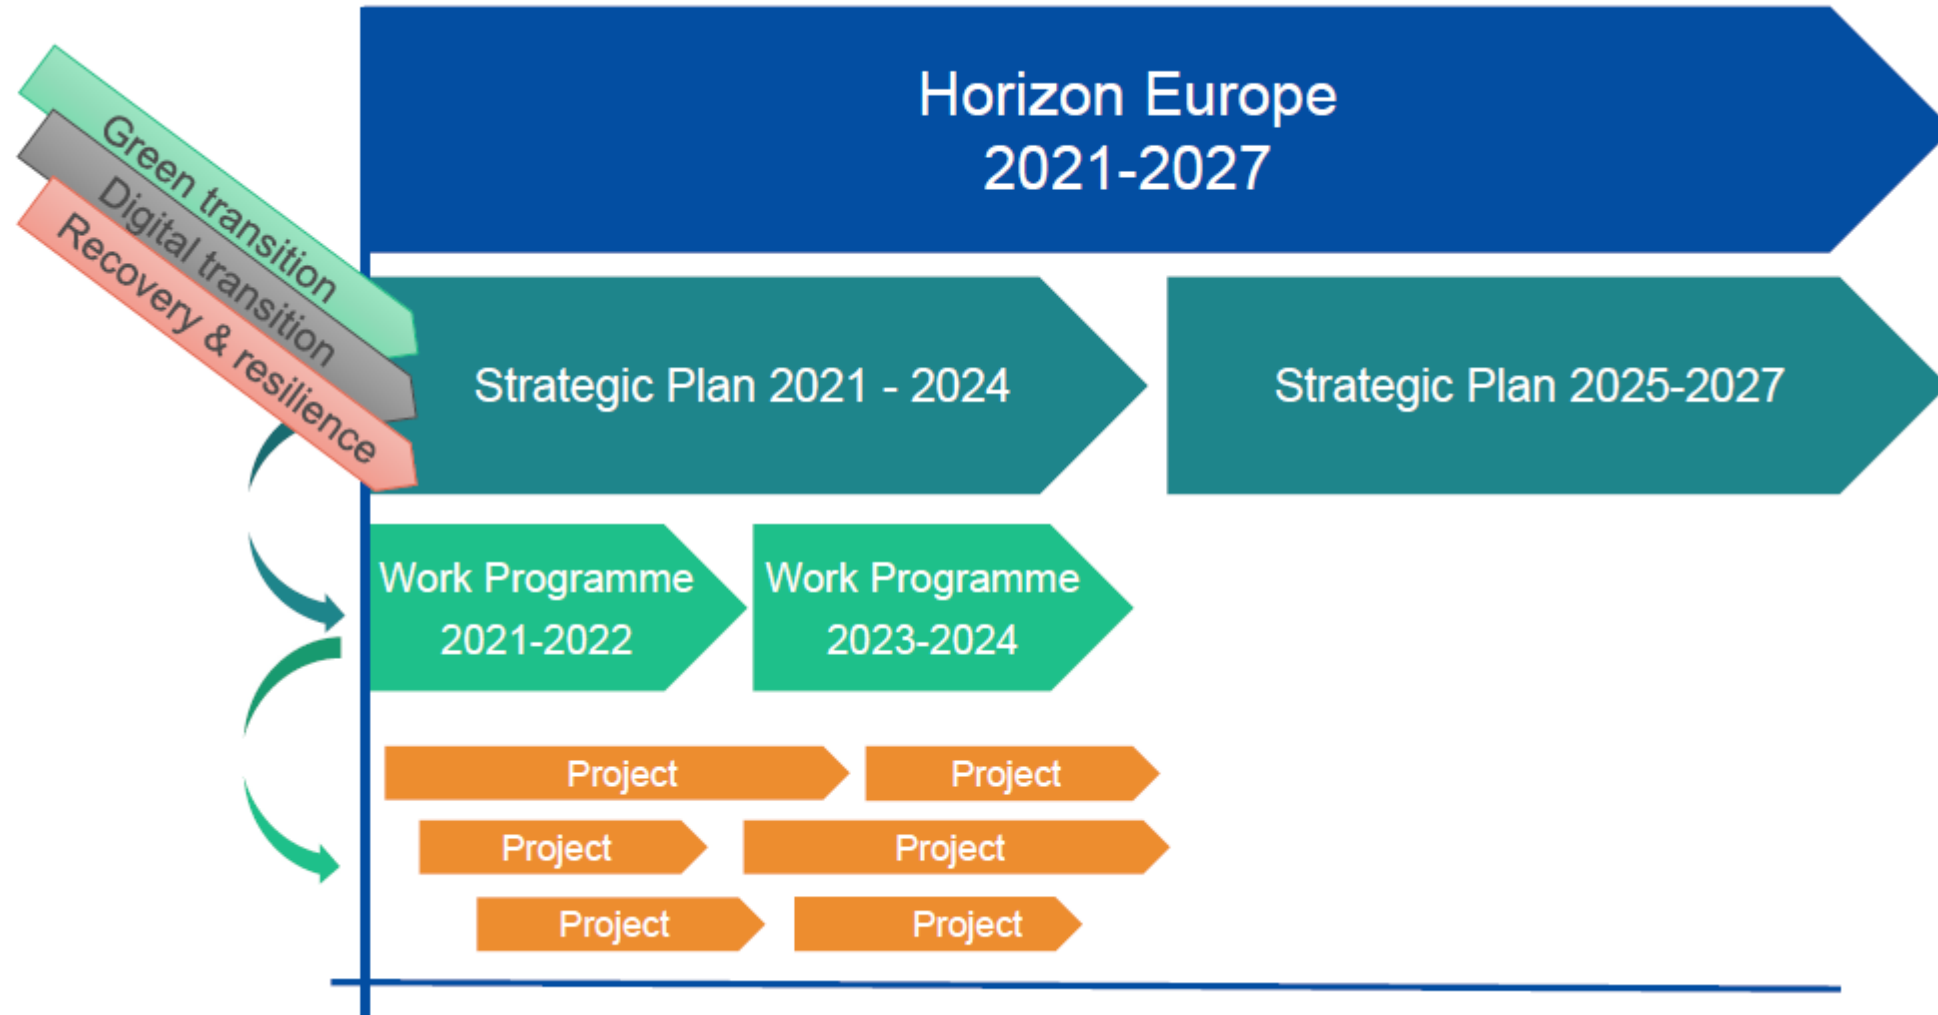 Horizon Europe
2021-2027
Green transition
Digital transition
Recovery & resilience
Strategic Plan 2021 - 2024
Strategic Plan 2025-2027
Work Programme
2021-2022
Work Programme
2023-2024
Project
Project
Project
Project
Project
Project